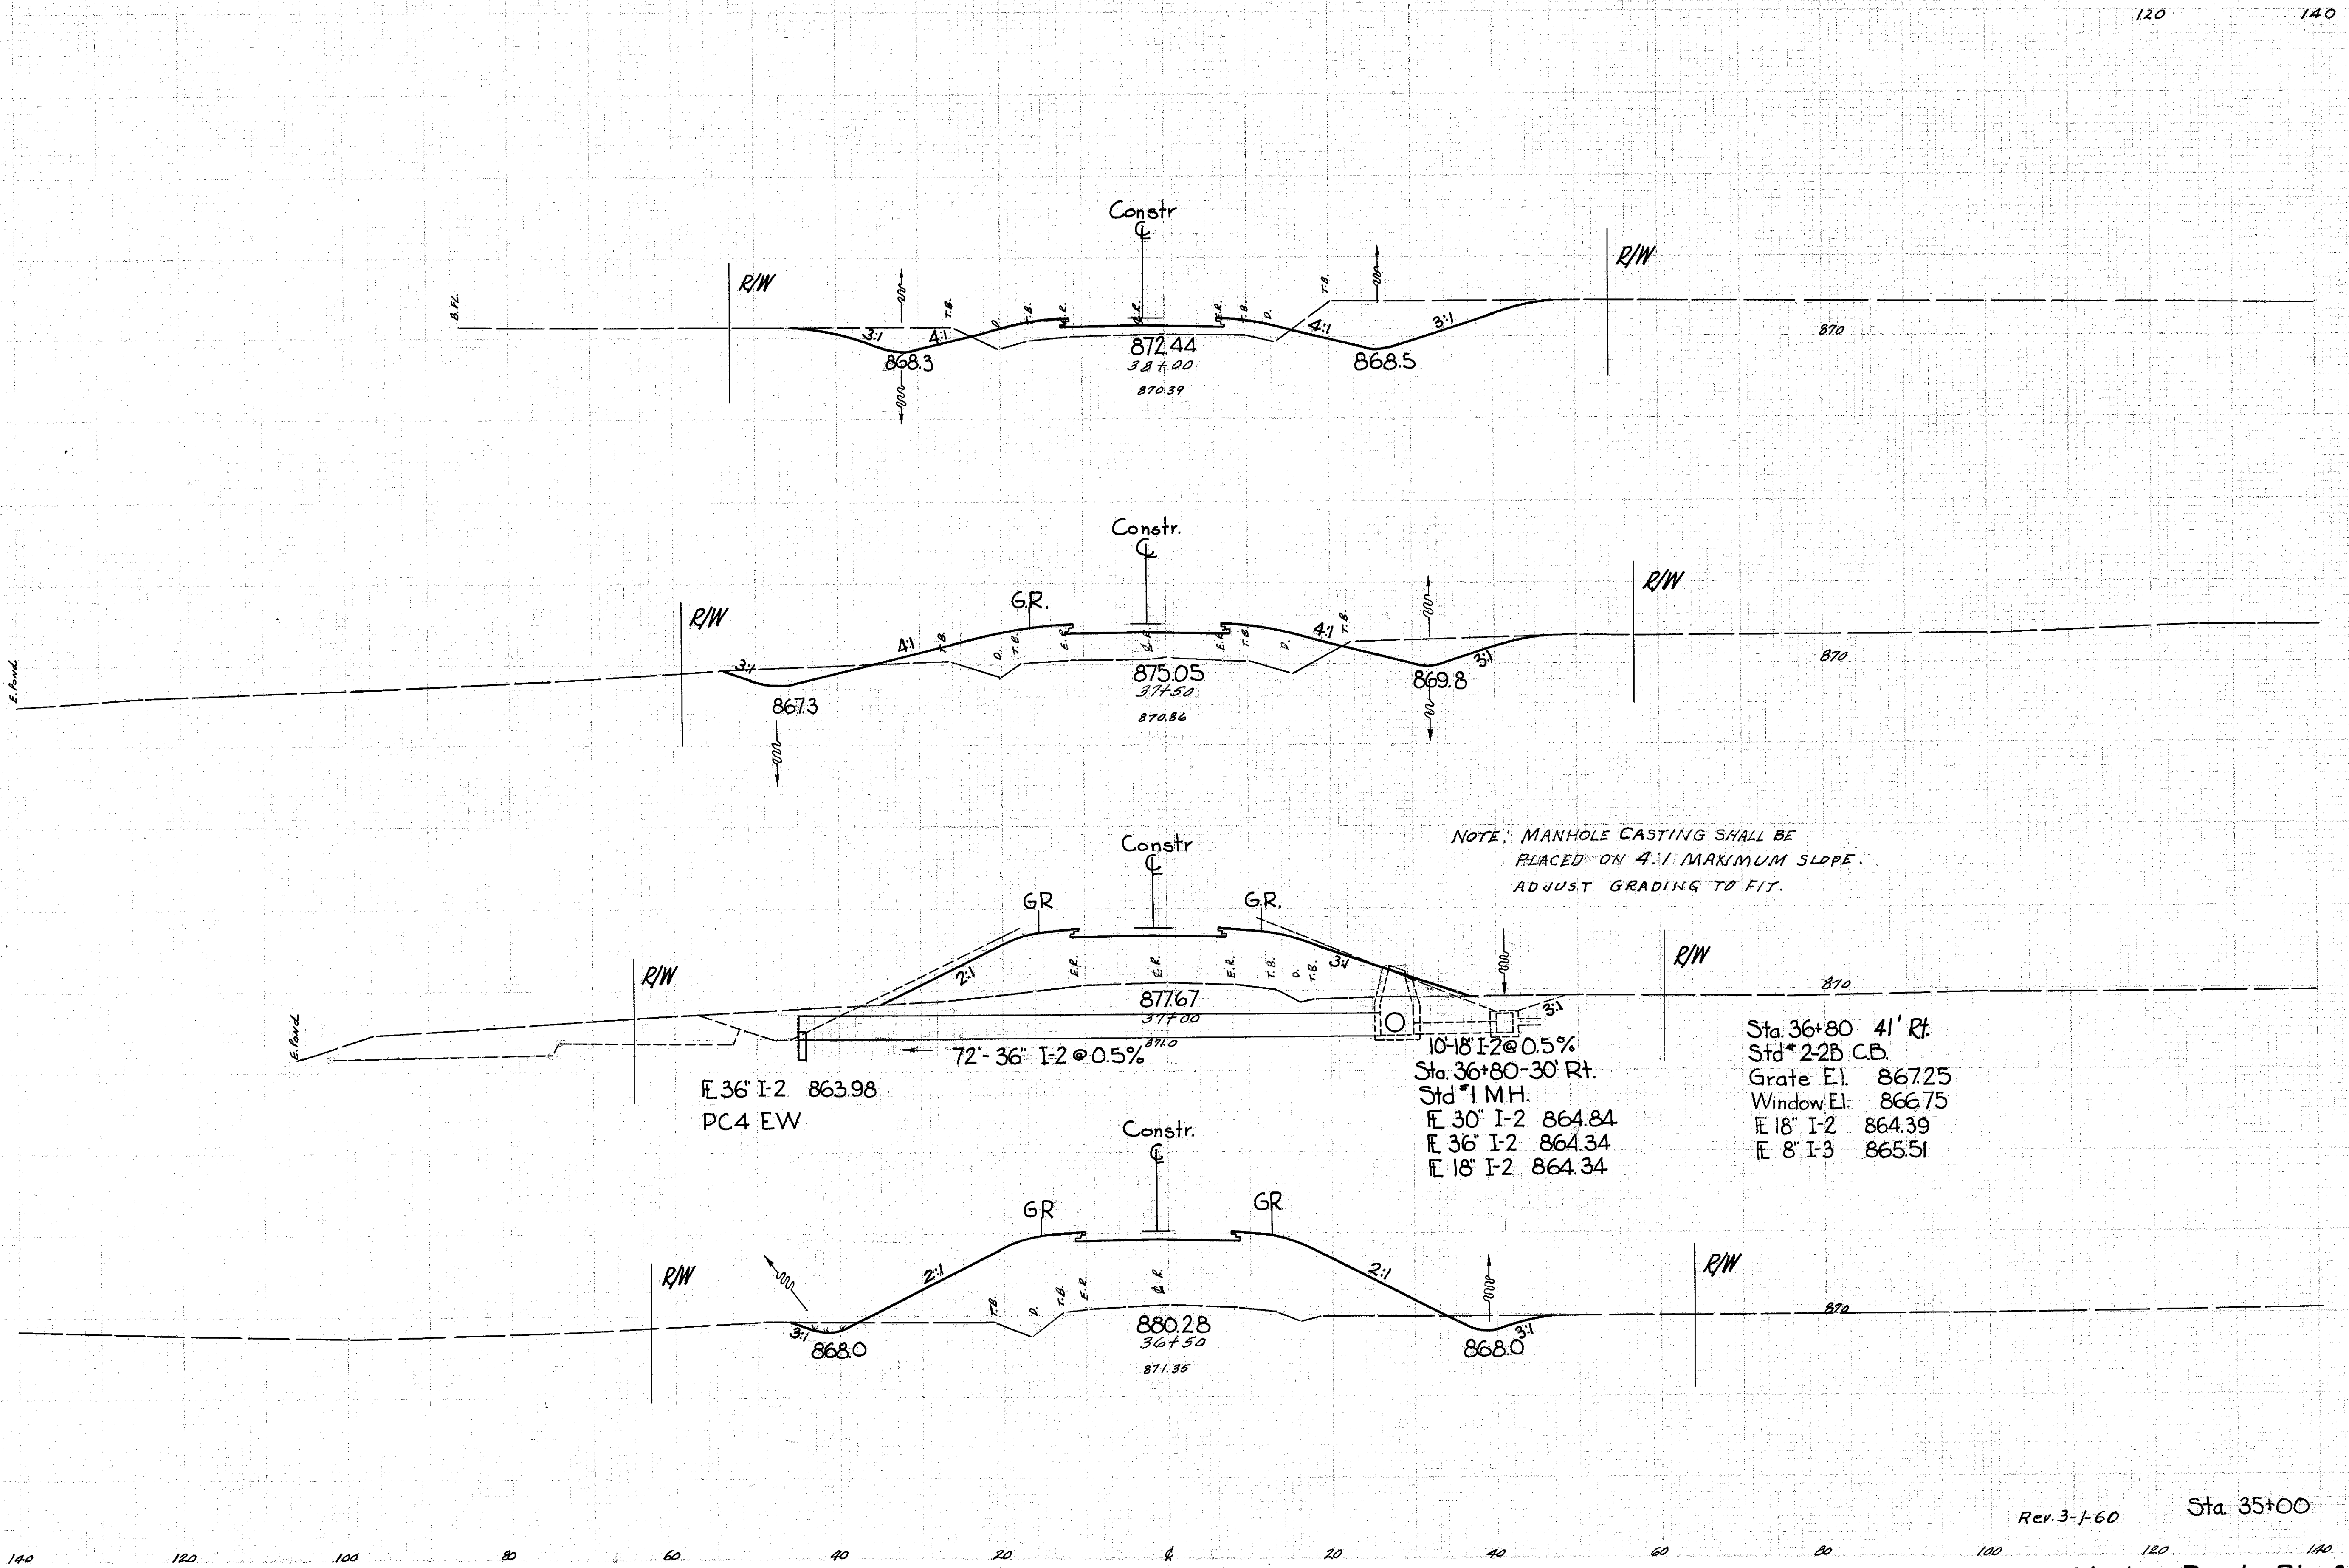 120 140
Constr
℄
R/W
R/W
B.FL.
T.B.
D.
T.B.
E.R.
℄ R.
E.R.
T.B.
D.
T.B.
3:1
4:1
4:1
3:1
868.3
872.44
868.5
870
38+00
870.39
Constr.
℄
R/W
R/W
G.R.
E.Pond
3:1
4:1
T.B.
D.
T.B.
E.R.
℄ R.
E.R.
T.B.
D.
4:1
T.B.
3:1
867.3
875.05
869.8
870
37+50
870.86
NOTE: MANHOLE CASTING SHALL BE
PLACED ON 4:1 MAXIMUM SLOPE.
ADJUST GRADING TO FIT.
Constr
℄
GR
G.R.
R/W
R/W
E.Pond
2:1
E.R.
℄ R.
E.R.
T.B.
D.
T.B.
3:1
3:1
870
877.67
37+00
871.0
72'-36" I-2 @ 0.5%
F̵L 36" I-2 863.98
PC4 EW
10'-18" I-2 @ 0.5%
Sta. 36+80-30' Rt.
Std #1 M.H.
F̵L 30" I-2 864.84
F̵L 36" I-2 864.34
F̵L 18" I-2 864.34
Sta. 36+80 41' Rt.
Std # 2-2B C.B.
Grate El. 867.25
Window El. 866.75
F̵L 18" I-2 864.39
F̵L 8" I-3 865.51
Constr.
℄
GR
GR
R/W
R/W
3:1
2:1
T.B.
D.
T.B.
E.R.
℄ R.
2:1
3:1
868.0
880.28
868.0
870
36+50
871.35
Rev. 3-1-60 Sta. 35+00
140 120 100 80 60 40 20 ℄ 20 40 60 80 100 120 140